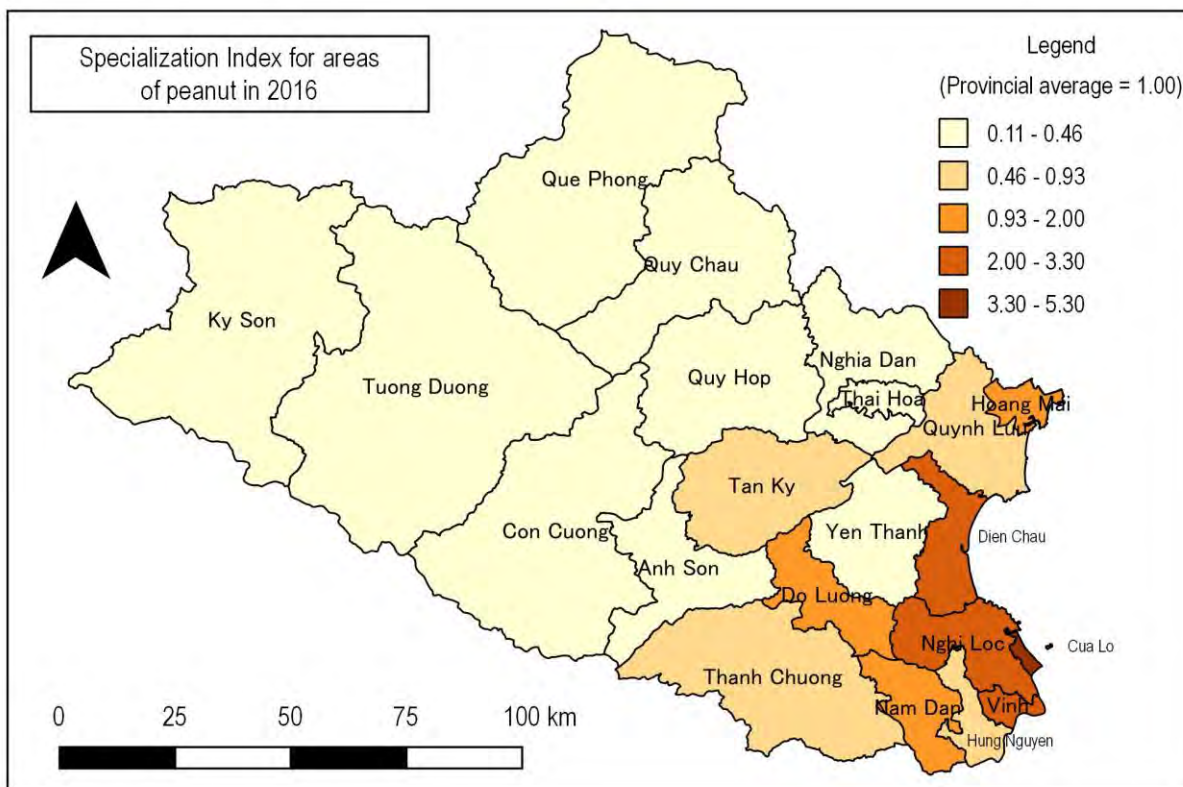 Specialization Index for areas
of peanut in 2016
Legend
(Provincial average = 1.00)
0.11 - 0.46
0.46 - 0.93
0.93 - 2.00
2.00 - 3.30
3.30 - 5.30
Que Phong
Quy Chau
Ky Son
Tuong Duong
Quy Hop
Nghia Dan
Thai Hoa
Hoang Mai
Quynh Luu
Tan Ky
Con Cuong
Yen Thanh
Dien Chau
Anh Son
Do Luong
Nghi Loc
Cua Lo
Thanh Chuong
Nam Dan
Vinh
Hung Nguyen
0 25 50 75 100 km